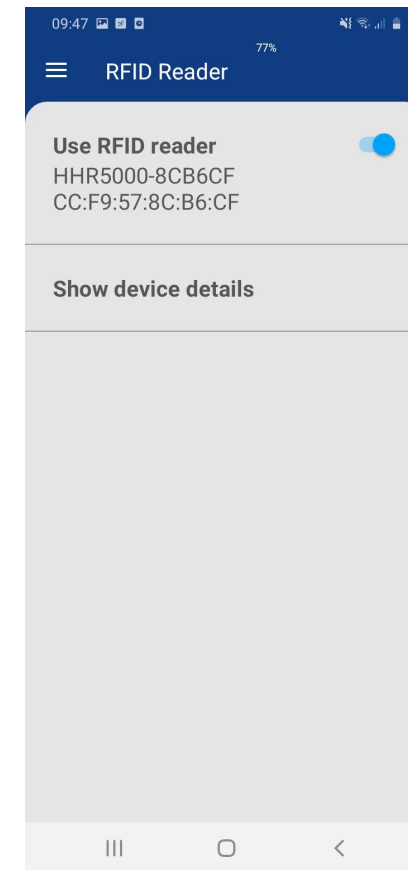 09:47
77%
RFID Reader
Use RFID reader
HHR5000-8CB6CF
CC:F9:57:8C:B6:CF
Show device details